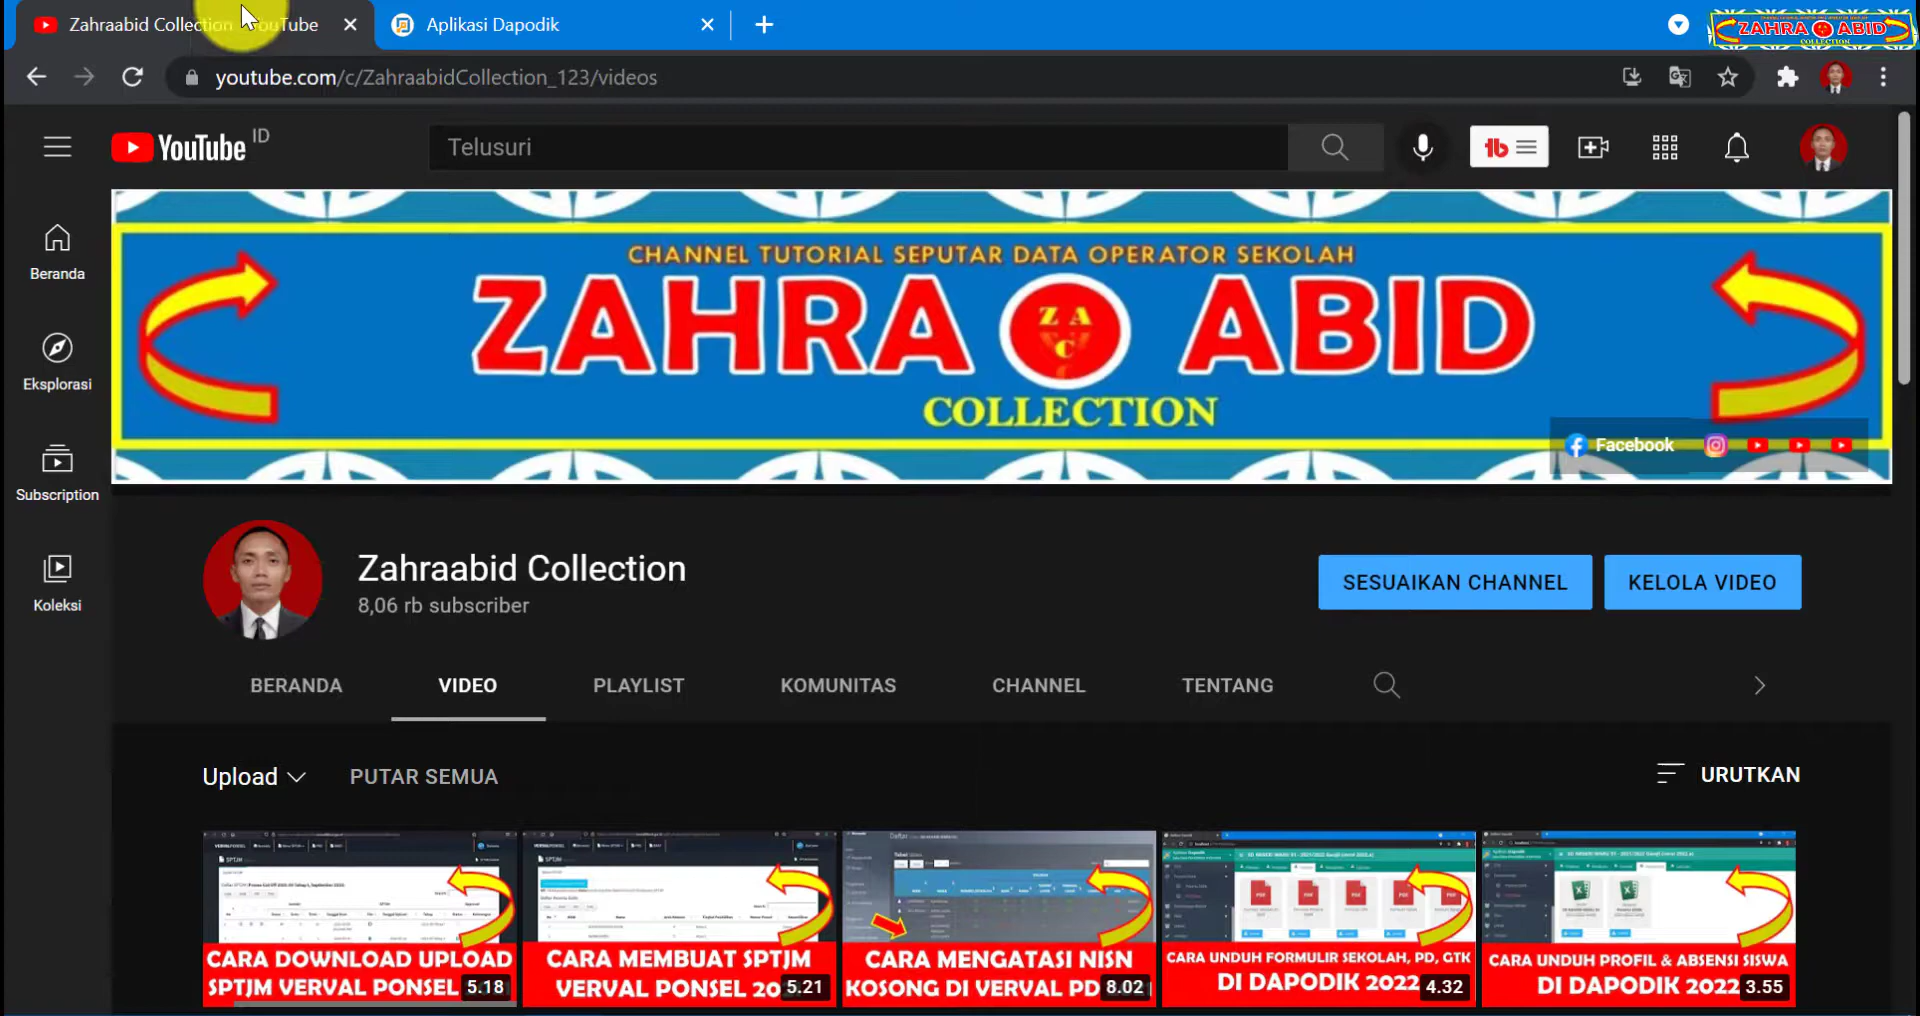 Zahraabid Collection - YouTube
Aplikasi Dapodik
ZAHRA ABID
COLLECTION
youtube.com/c/ZahraabidCollection_123/videos
YouTube ID
Telusuri
Beranda
Eksplorasi
Subscription
Koleksi
CHANNEL TUTORIAL SEPUTAR DATA OPERATOR SEKOLAH
ZAHRA ZAC ABID
COLLECTION
Facebook
Zahraabid Collection
8,06 rb subscriber
SESUAIKAN CHANNEL
KELOLA VIDEO
BERANDA
VIDEO
PLAYLIST
KOMUNITAS
CHANNEL
TENTANG
Upload
PUTAR SEMUA
URUTKAN
CARA DOWNLOAD UPLOAD
SPTJM VERVAL PONSEL
5.18
CARA MEMBUAT SPTJM
VERVAL PONSEL 20
5.21
CARA MENGATASI NISN
KOSONG DI VERVAL PD
8.02
CARA UNDUH FORMULIR SEKOLAH, PD, GTK
DI DAPODIK 2022
4.32
CARA UNDUH PROFIL & ABSENSI SISWA
DI DAPODIK 2022
3.55